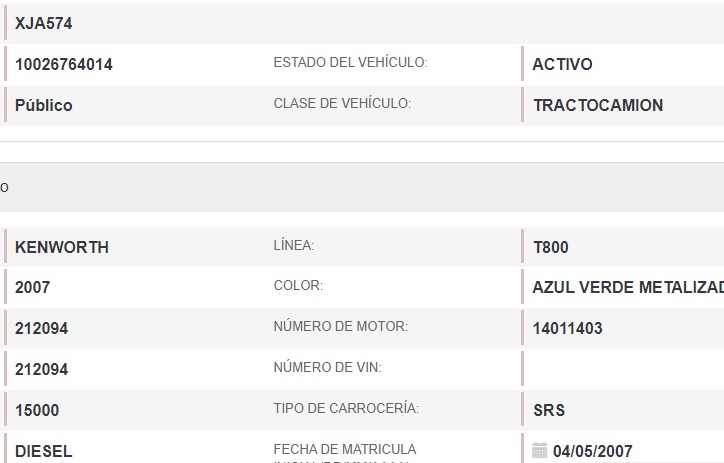 XJA574
10026764014 ESTADO DEL VEHÍCULO: ACTIVO
Público CLASE DE VEHÍCULO: TRACTOCAMION
o
KENWORTH LÍNEA: T800
2007 COLOR: AZUL VERDE METALIZAD
212094 NÚMERO DE MOTOR: 14011403
212094 NÚMERO DE VIN:
15000 TIPO DE CARROCERÍA: SRS
DIESEL FECHA DE MATRICULA 04/05/2007